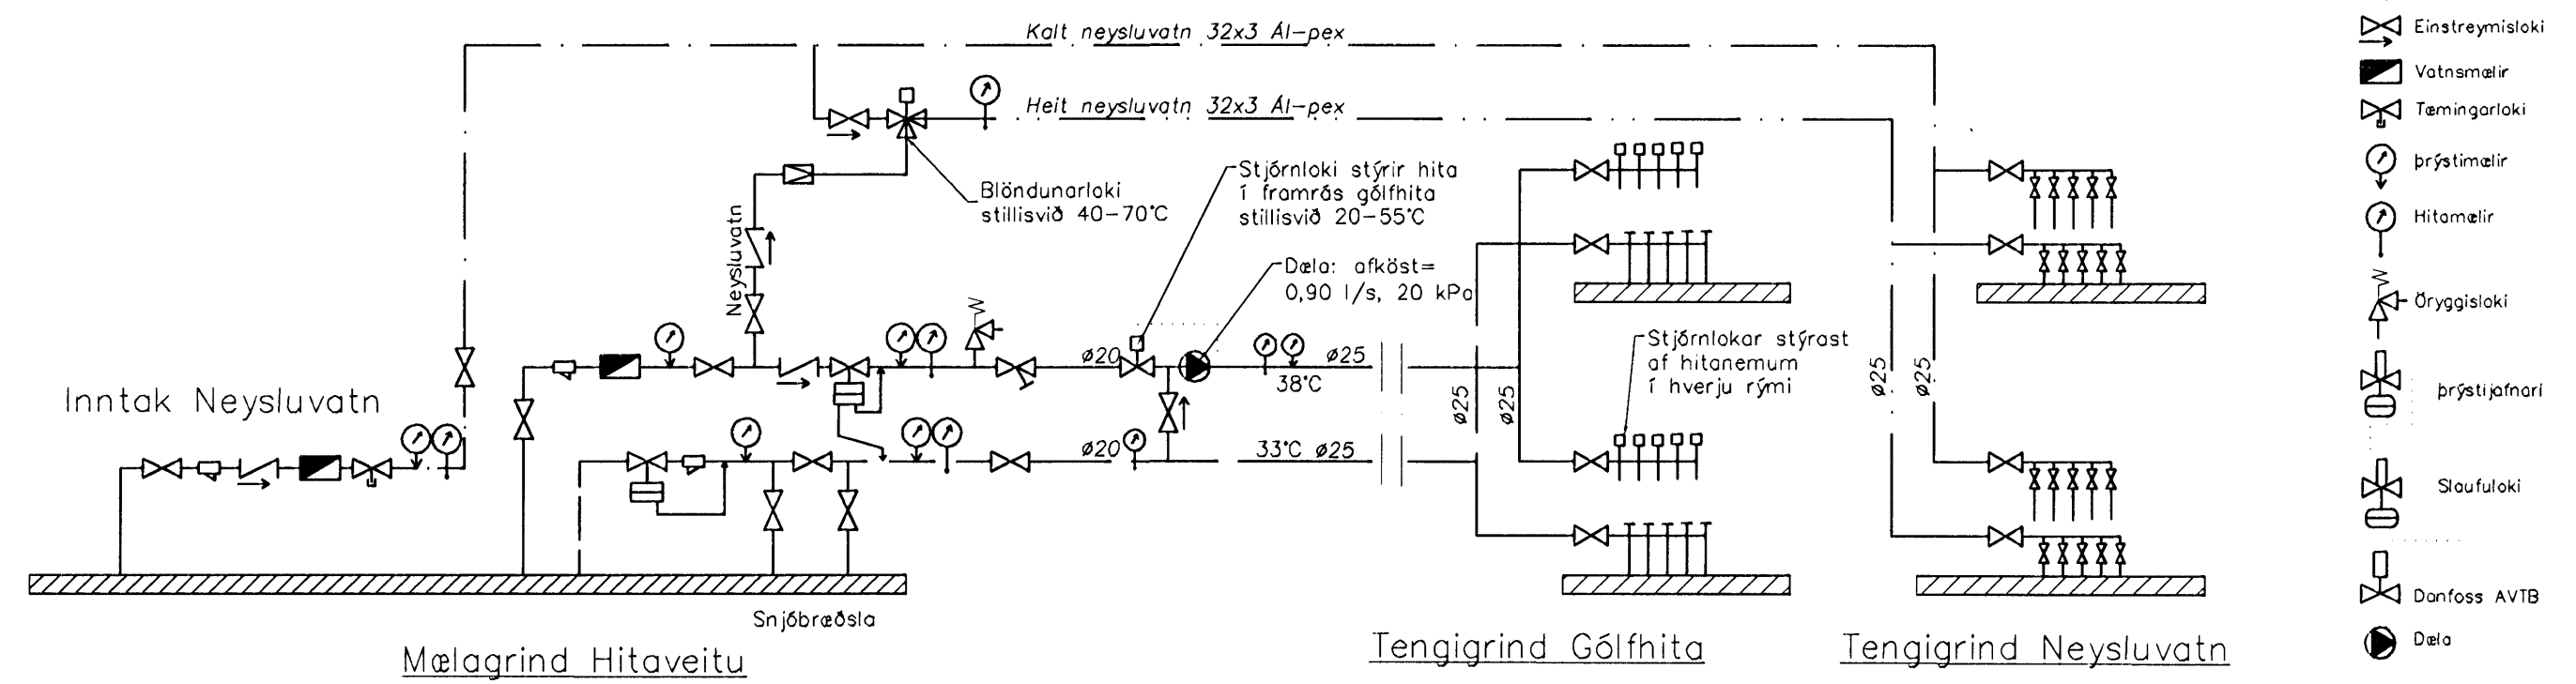 Kalt neysluvatn 32x3 Ál-pex
Heit neysluvatn 32x3 Ál-pex
Blöndunarloki
stillisvið 40-70°C
Stjórnloki stýrir hita
í framrás gólfhita
stillisvið 20-55°C
Neysluvatn
Dæla: afköst=
0,90 l/s, 20 kPa
Inntak Neysluvatn
ø20
ø25
38°C
ø20
33°C ø25
ø25
ø25
Stjórnlokar stýrast
af hitanemum
í hverju rými
ø25
ø25
Snjóbræðsla
Mælagrind Hitaveitu
Tengigrind Gólfhita
Tengigrind Neysluvatn
Einstreymisloki
Vatnsmælir
Tæmingarloki
Þrýstimælir
Hitamælir
Öryggisloki
Þrýstijafnari
Slaufuloki
Danfoss AVTB
Dæla